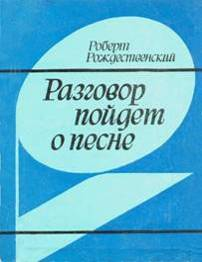 Роберт
Рождественский
Разговор
пойдет
о песне